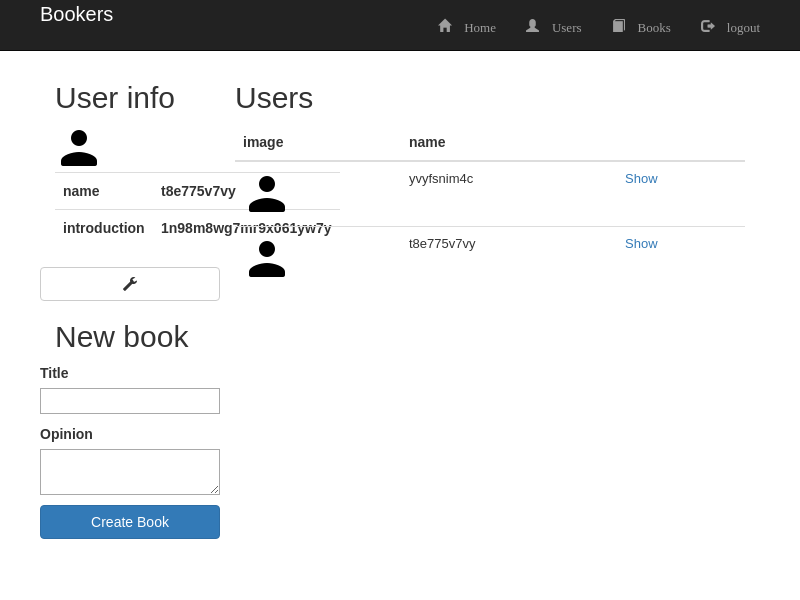 Bookers
Home Users Books logout
User info
name t8e775v7vy
introduction 1n98m8wg7mr9x061yw7y
New book
Title
Opinion
Create Book
Users
image name
yvyfsnim4c Show
t8e775v7vy Show